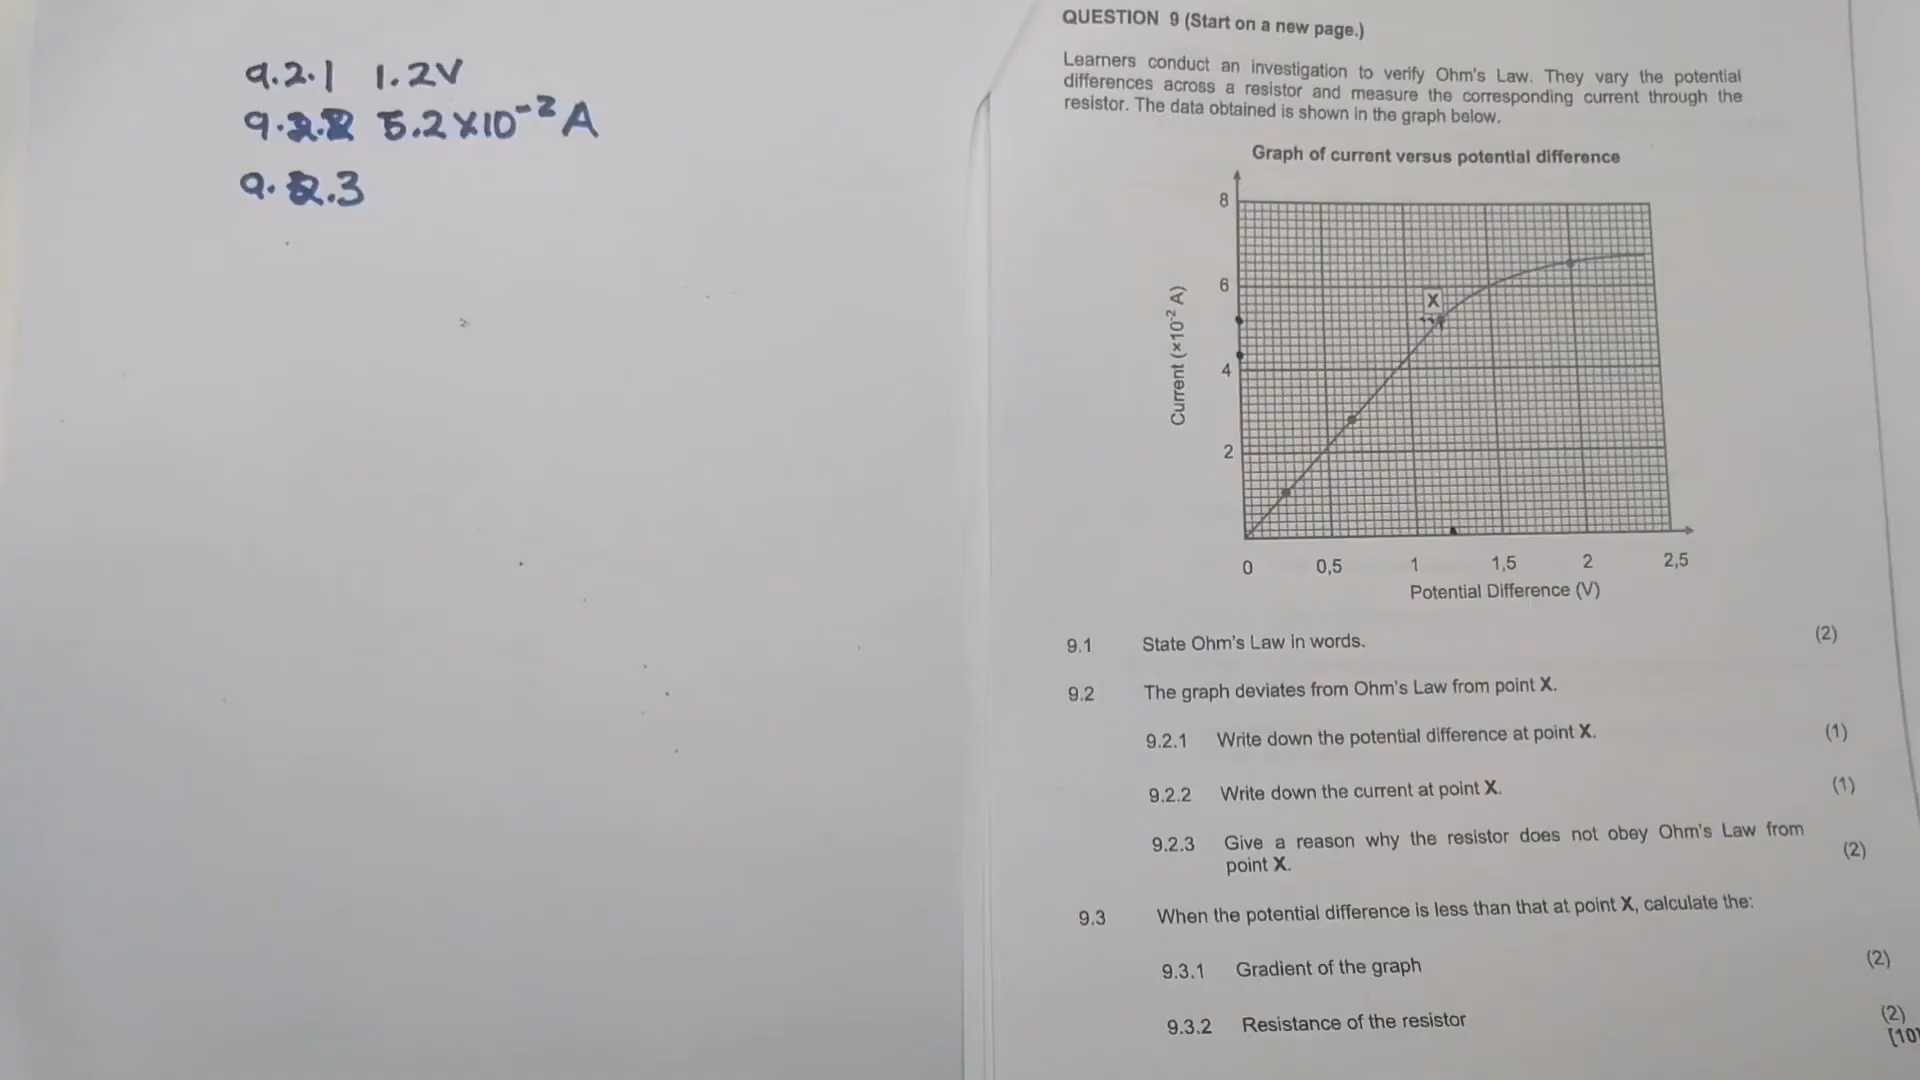 9.2.1 1.2V
9.2.2 5.2×10⁻² A
9.2.3
QUESTION 9 (Start on a new page.)
Learners conduct an investigation to verify Ohm's Law. They vary the potential
differences across a resistor and measure the corresponding current through the
resistor. The data obtained is shown in the graph below.
Graph of current versus potential difference
8
6
4
2
X
Current (×10⁻² A)
0 0,5 1 1,5 2 2,5
Potential Difference (V)
9.1 State Ohm's Law in words. (2)
9.2 The graph deviates from Ohm's Law from point X.
9.2.1 Write down the potential difference at point X. (1)
9.2.2 Write down the current at point X. (1)
9.2.3 Give a reason why the resistor does not obey Ohm's Law from
point X. (2)
9.3 When the potential difference is less than that at point X, calculate the:
9.3.1 Gradient of the graph (2)
9.3.2 Resistance of the resistor (2)
[10]